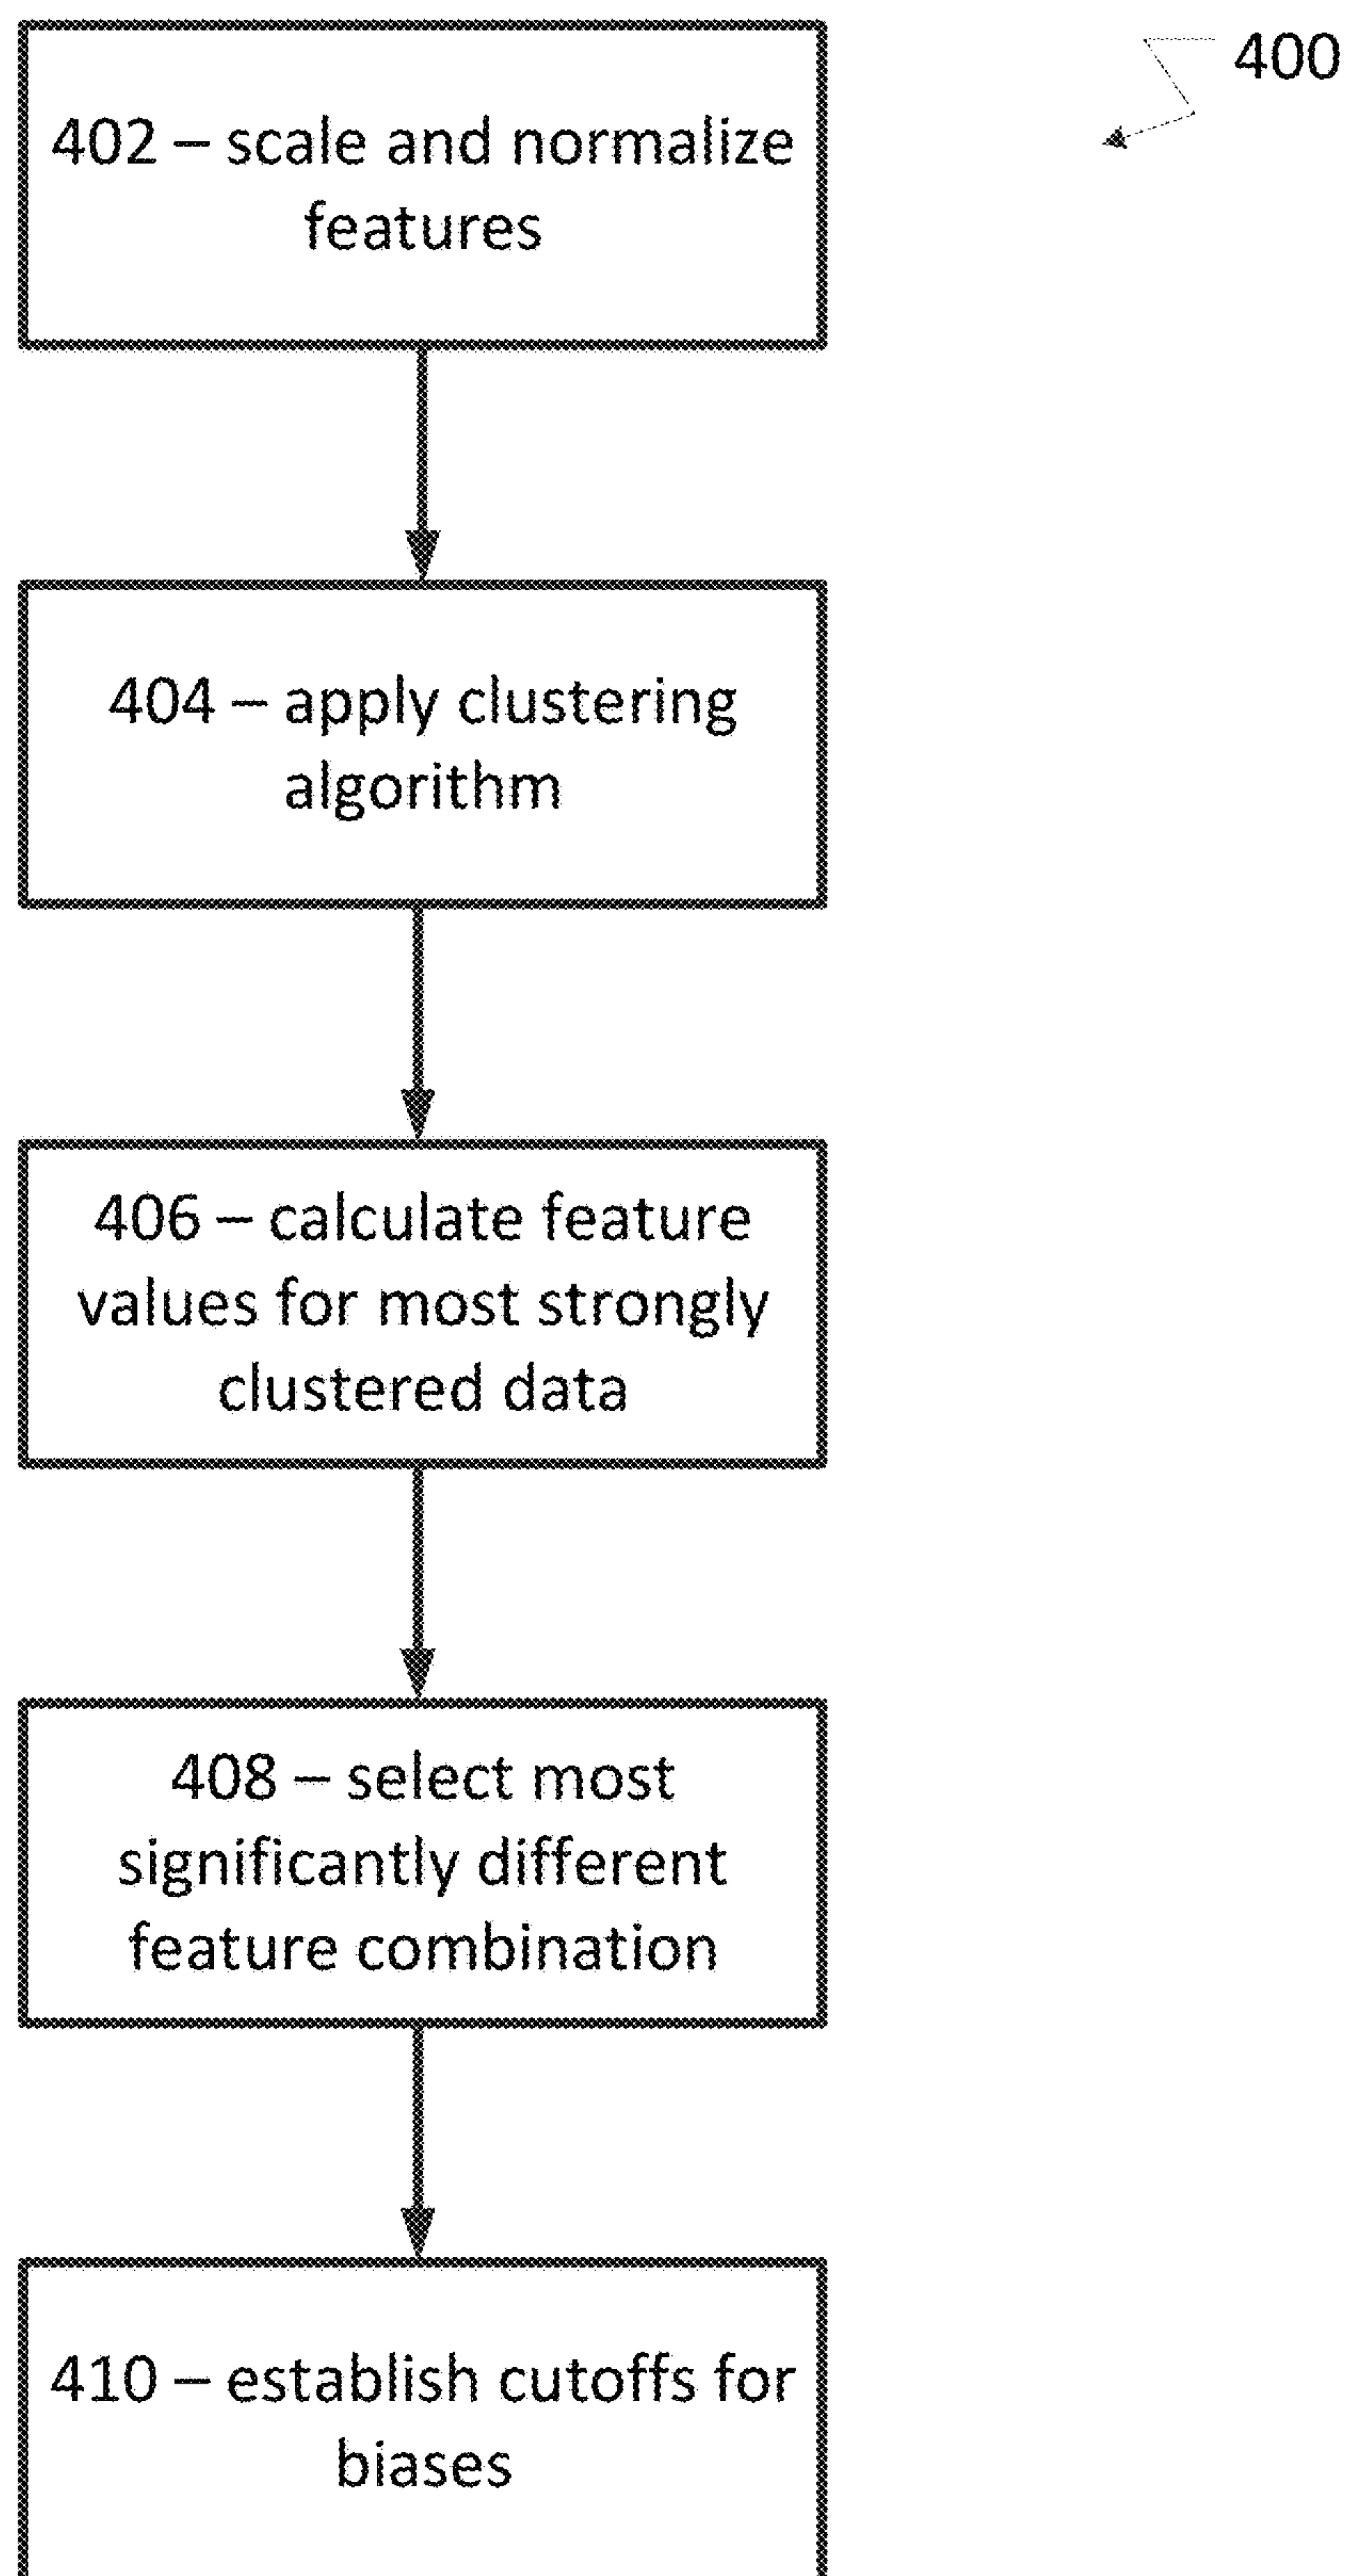 400
402 – scale and normalize
features
404 – apply clustering
algorithm
406 – calculate feature
values for most strongly
clustered data
408 – select most
significantly different
feature combination
410 – establish cutoffs for
biases